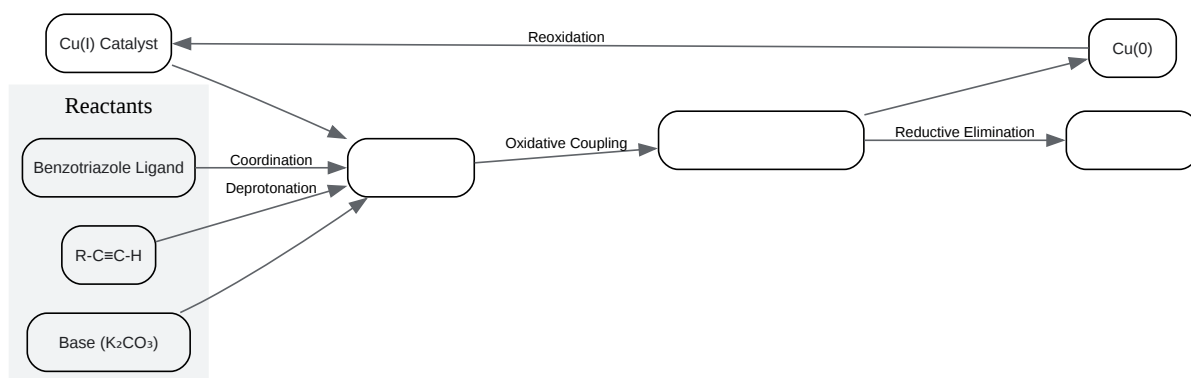 Cu(I) Catalyst
Reoxidation
Cu(0)
Reactants
Benzotriazole Ligand
Coordination
Oxidative Coupling
Reductive Elimination
Deprotonation
R-C≡C-H
Base (K₂CO₃)